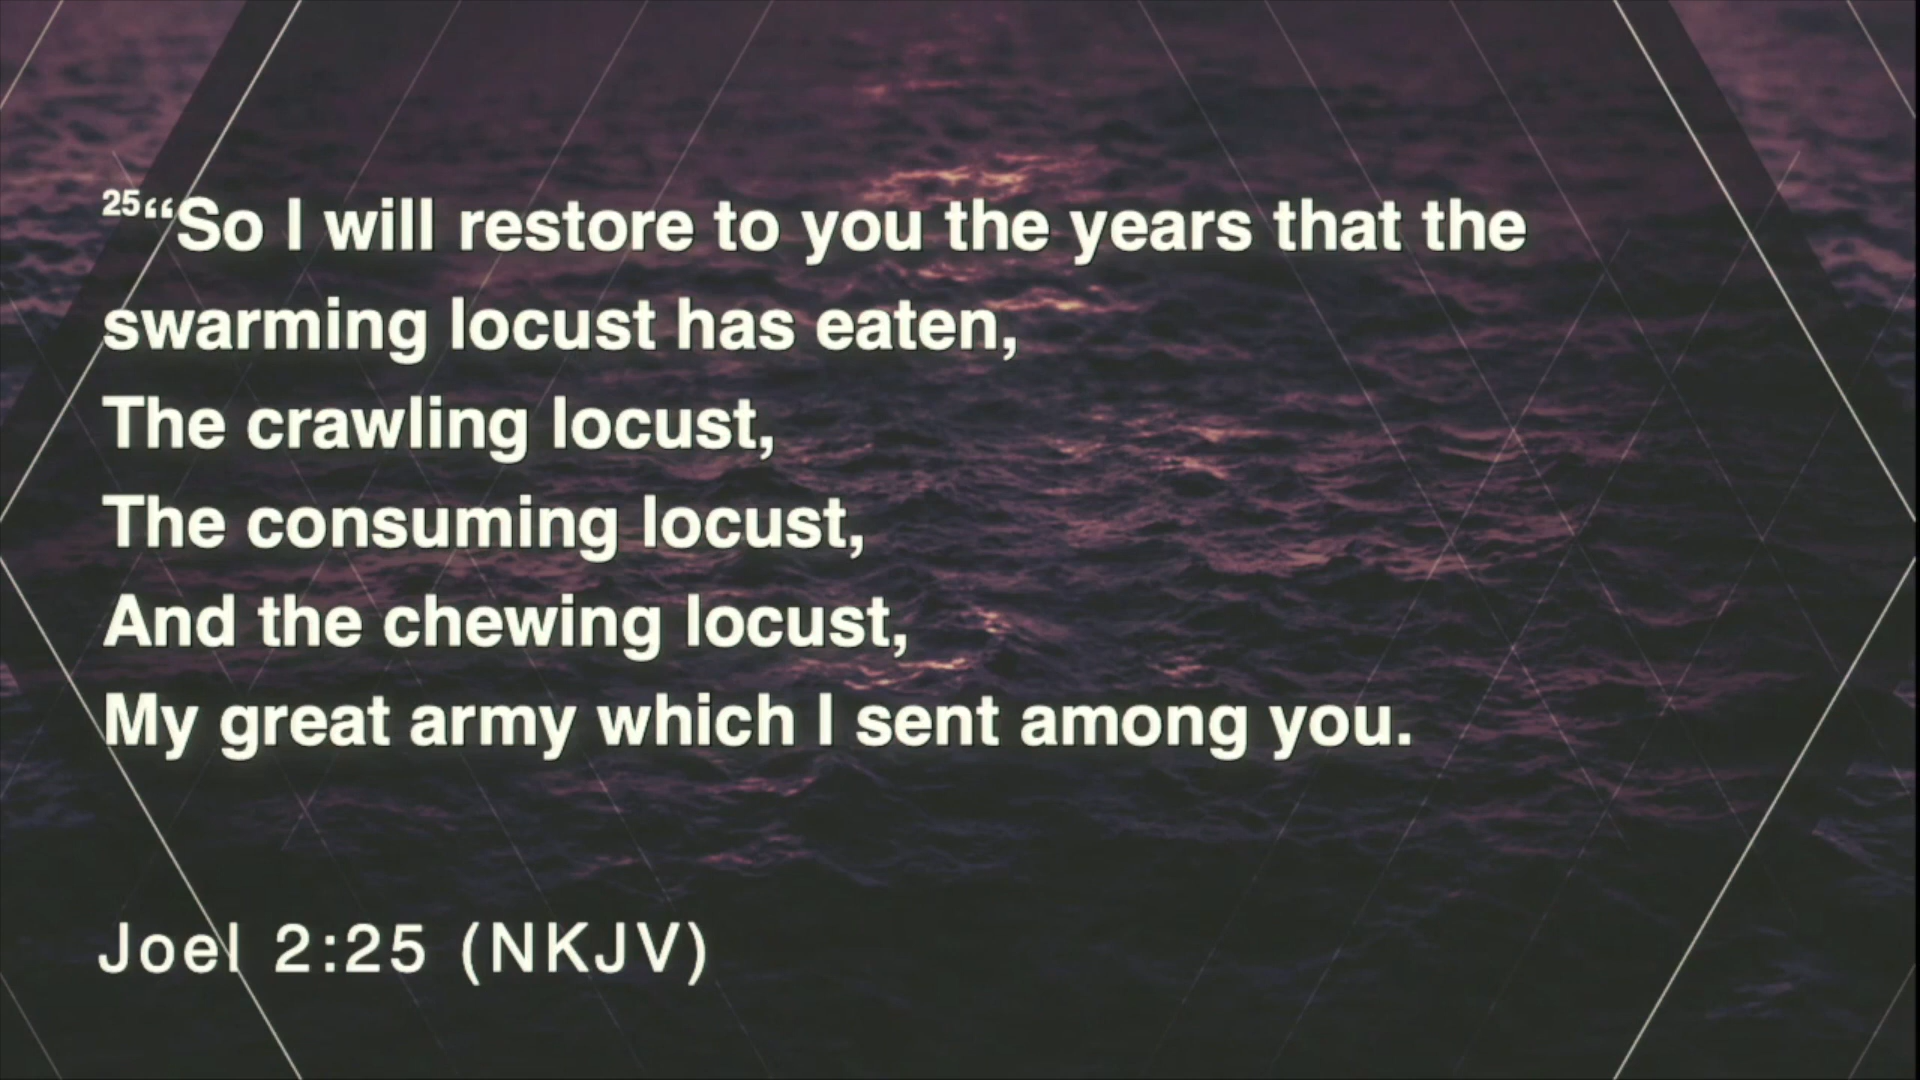 25“So I will restore to you the years that the
swarming locust has eaten,
The crawling locust,
The consuming locust,
And the chewing locust,
My great army which I sent among you.
Joel 2:25 (NKJV)